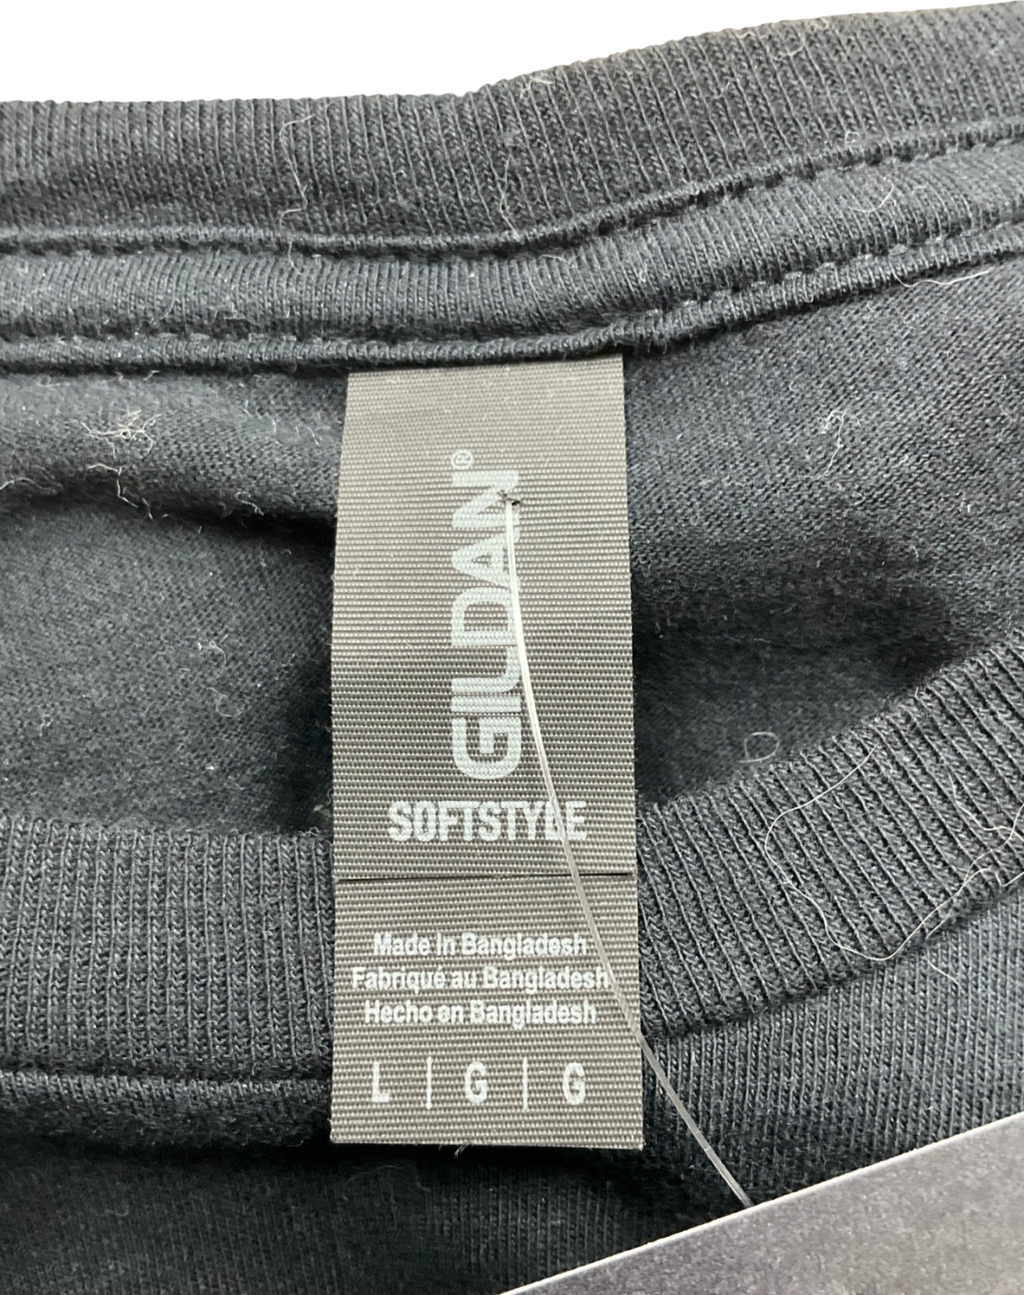 GILDAN®
SOFTSTYLE
Made in Bangladesh
Fabriqué au Bangladesh
Hecho en Bangladesh
L | G | G